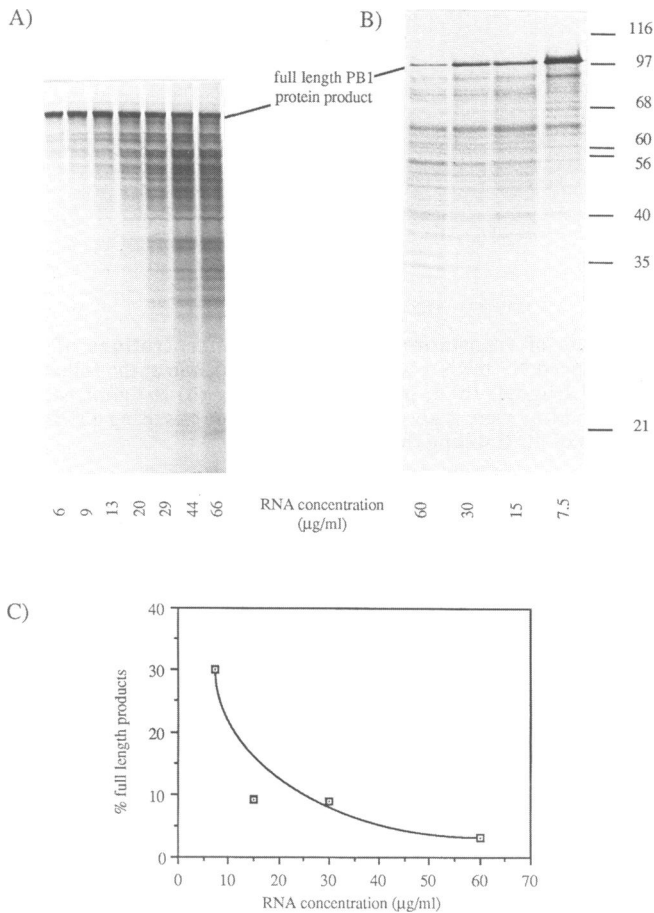 A)
B)
full length PB1
protein product
116
97
68
60
56
40
35
21
6 9 13 20 29 44 66
RNA concentration
(µg/ml)
60 30 15 7.5
C)
% full length products
40
30
20
10
0
0 10 20 30 40 50 60 70
RNA concentration (µg/ml)